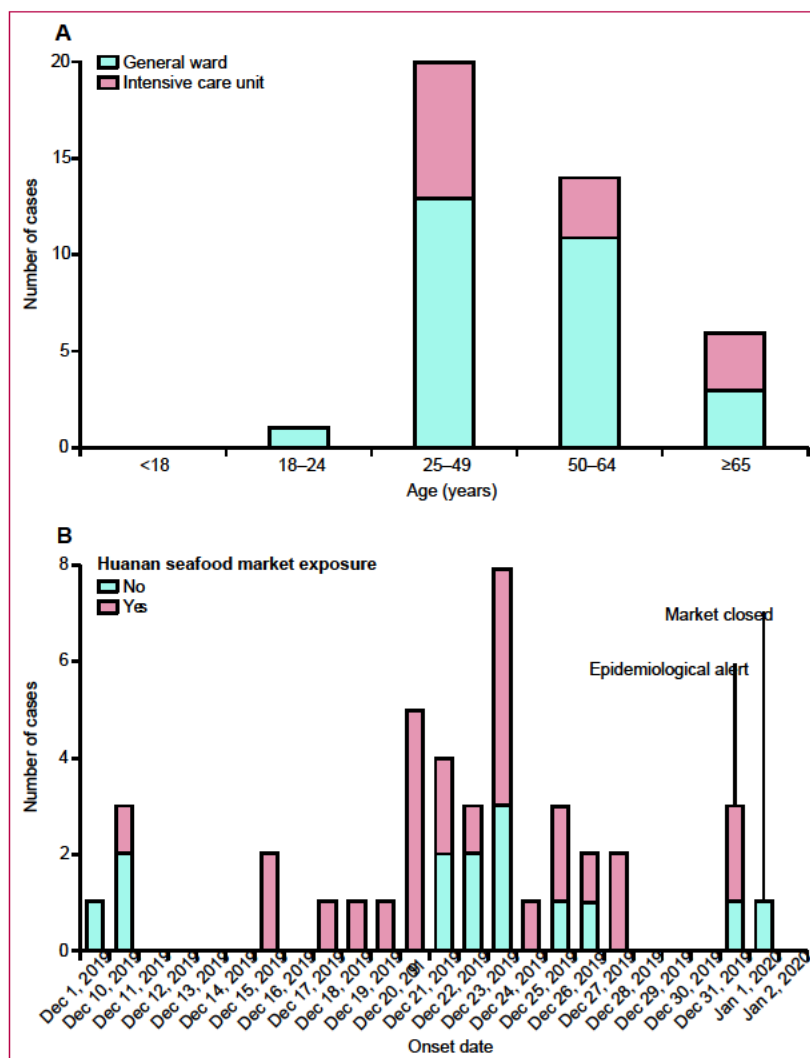 A
General ward
Intensive care unit
20
15
10
5
0
Number of cases
<18
18–24
25–49
50–64
≥65
Age (years)
B
Huanan seafood market exposure
No
Yes
8
6
4
2
0
Number of cases
Market closed
Epidemiological alert
Dec 1, 2019
Dec 10, 2019
Dec 11, 2019
Dec 12, 2019
Dec 13, 2019
Dec 14, 2019
Dec 15, 2019
Dec 16, 2019
Dec 17, 2019
Dec 18, 2019
Dec 19, 2019
Dec 20,
Dec 21, 2019
Dec 22, 2019
Dec 23, 2019
Dec 24, 2019
Dec 25, 2019
Dec 26, 2019
Dec 27, 2019
Dec 28, 2019
Dec 29, 2019
Dec 30, 2019
Dec 31, 2019
Jan 1, 2020
Jan 2, 2020
Onset date